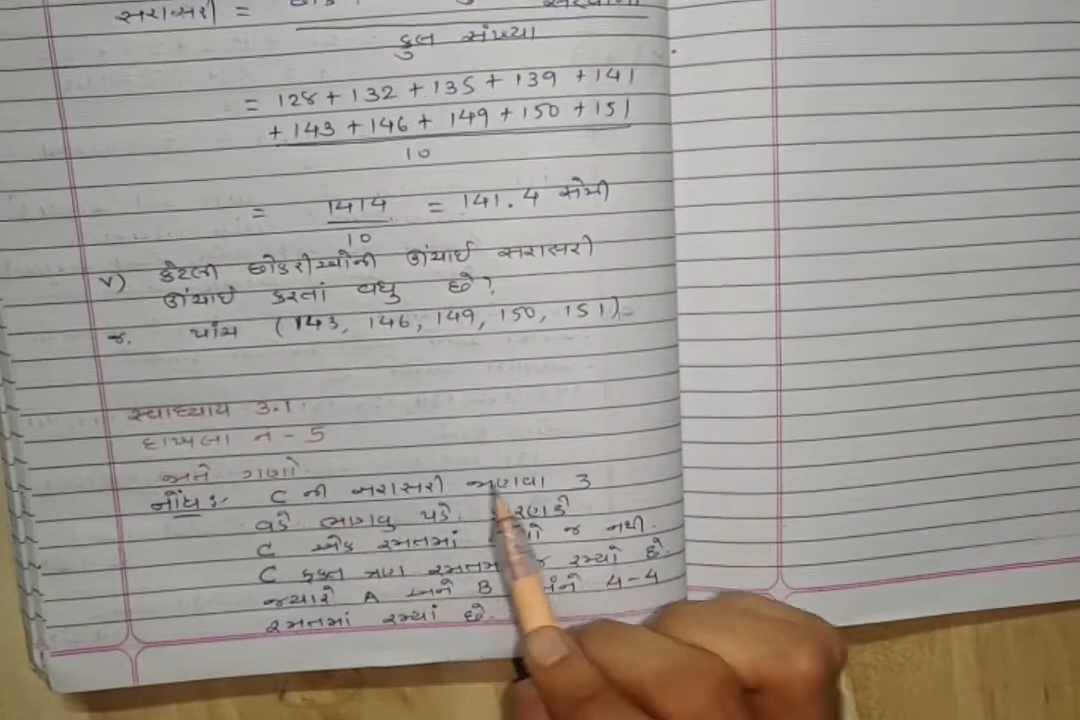 સરાસરી =
કુલ સંખ્યા
= 128 + 132 + 135 + 139 + 141
+ 143 + 146 + 149 + 150 + 151
10
= 1414 = 141.4 સેમી
10
v) કેટલી છોકરીઓની ઊંચાઈ સરાસરી
ઊંચાઈ કરતાં વધુ છે?
જ. પાંચ (143, 146, 149, 150, 151)
સ્વાધ્યાય 3.1
દાખલા નં - 5
જાતે ગણો
નોંધ:- C ની સરાસરી જાણવા 3
વડે ભાગવુ પડે.
C એક રમતમાં જ નથી.
C ફક્ત ત્રણ જ રમ્યો છે.
જ્યારે A અને B 4-4
રમતમાં રમ્યાં છે.